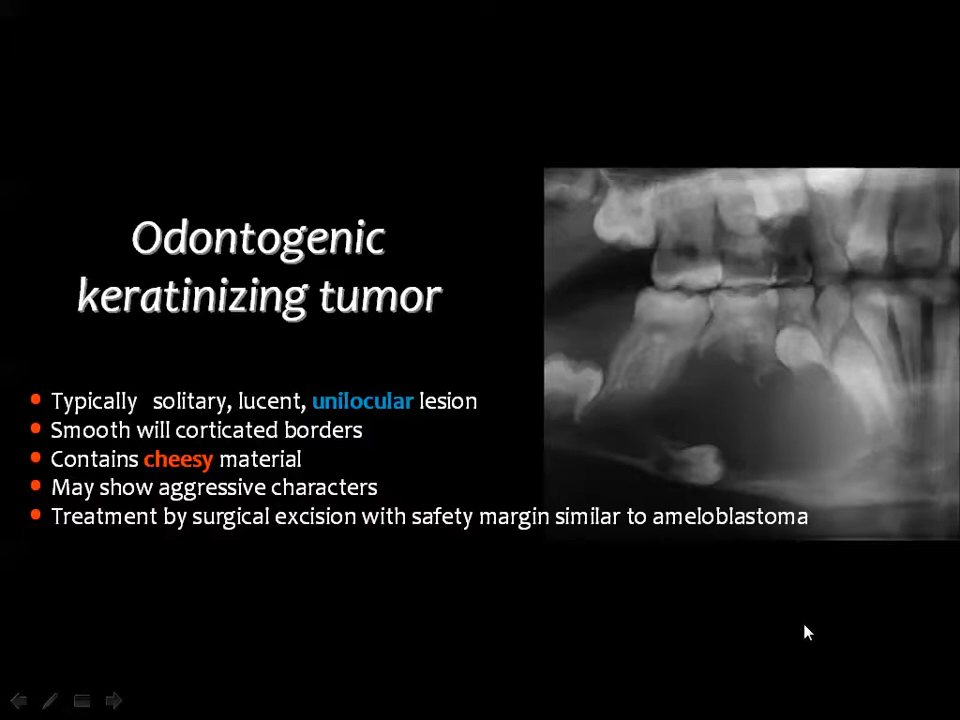 Odontogenic
keratinizing tumor
• Typically solitary, lucent, unilocular lesion
• Smooth will corticated borders
• Contains cheesy material
• May show aggressive characters
• Treatment by surgical excision with safety margin similar to ameloblastoma